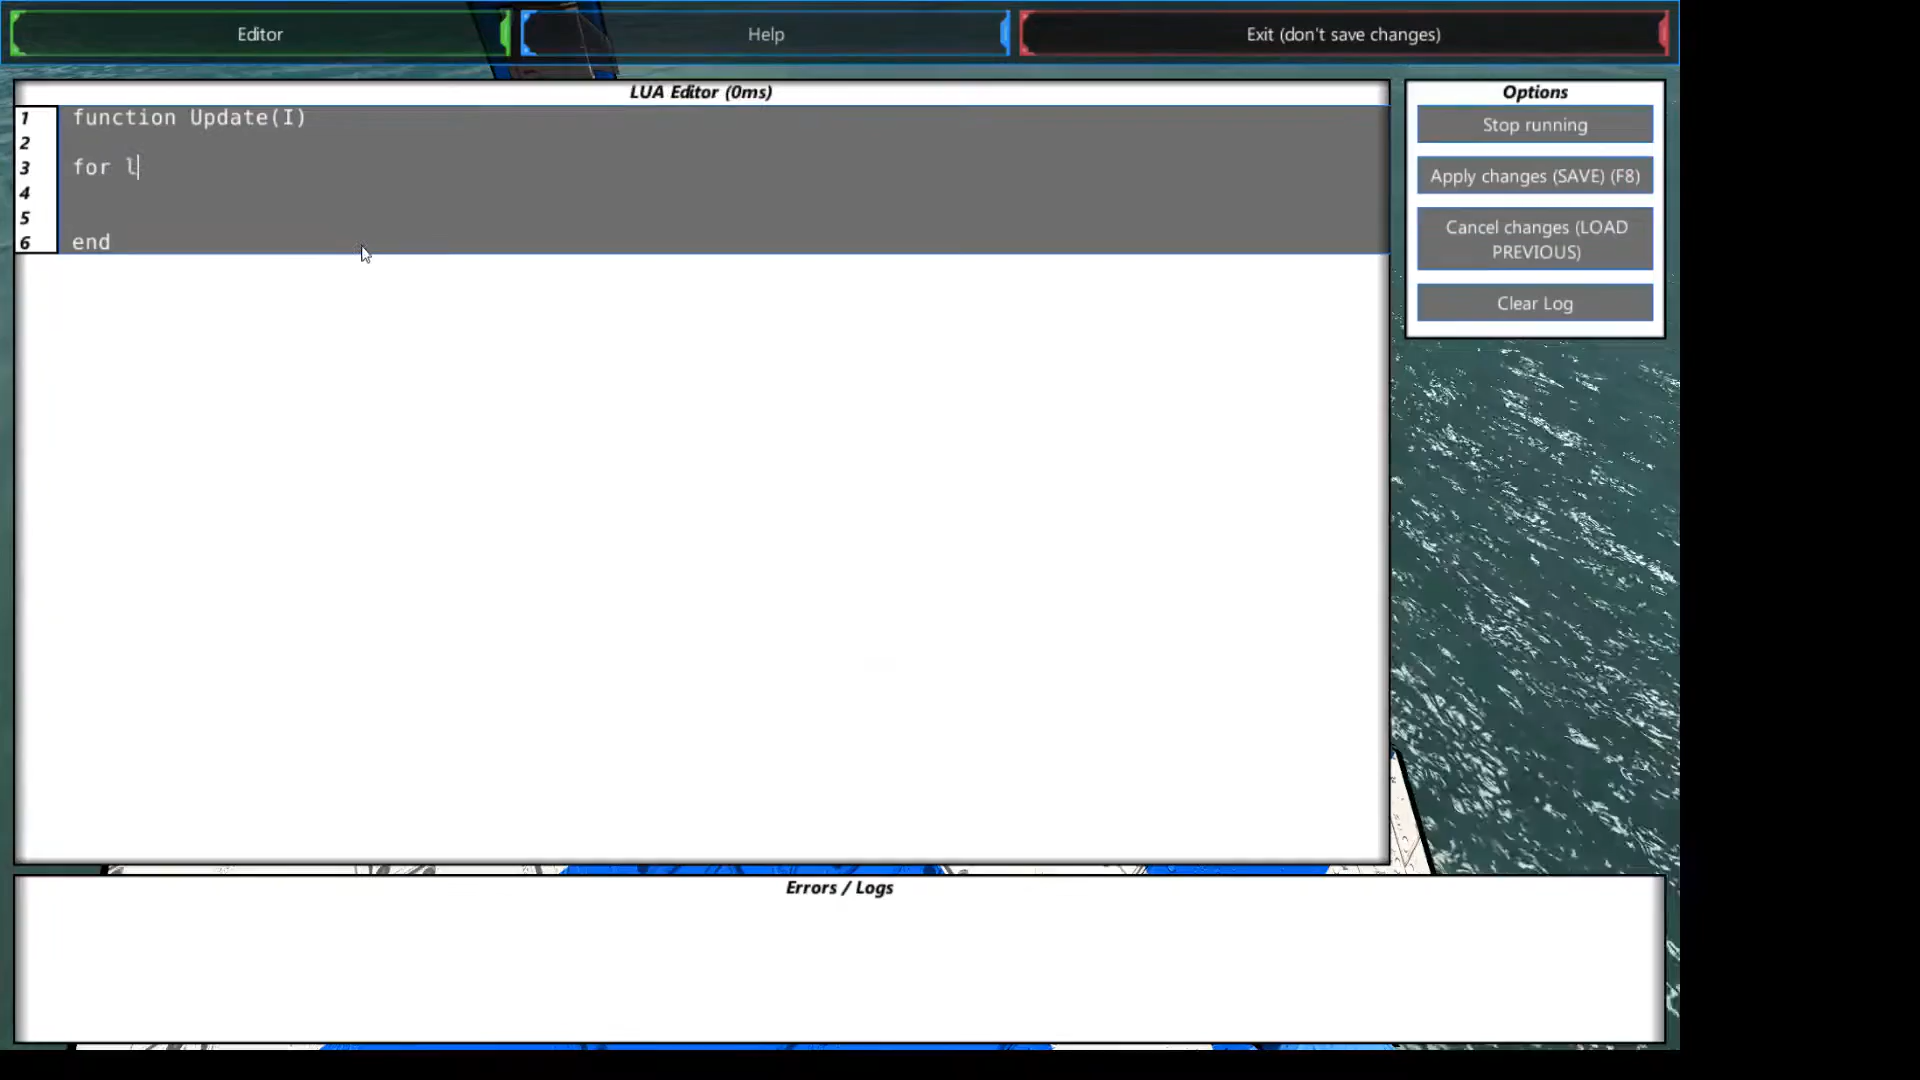 Editor
Help
Exit (don't save changes)
LUA Editor (0ms)
Options
1 function Update(I)
2
3 for l
4
5
6 end
Stop running
Apply changes (SAVE) (F8)
Cancel changes (LOAD
PREVIOUS)
Clear Log
Errors / Logs